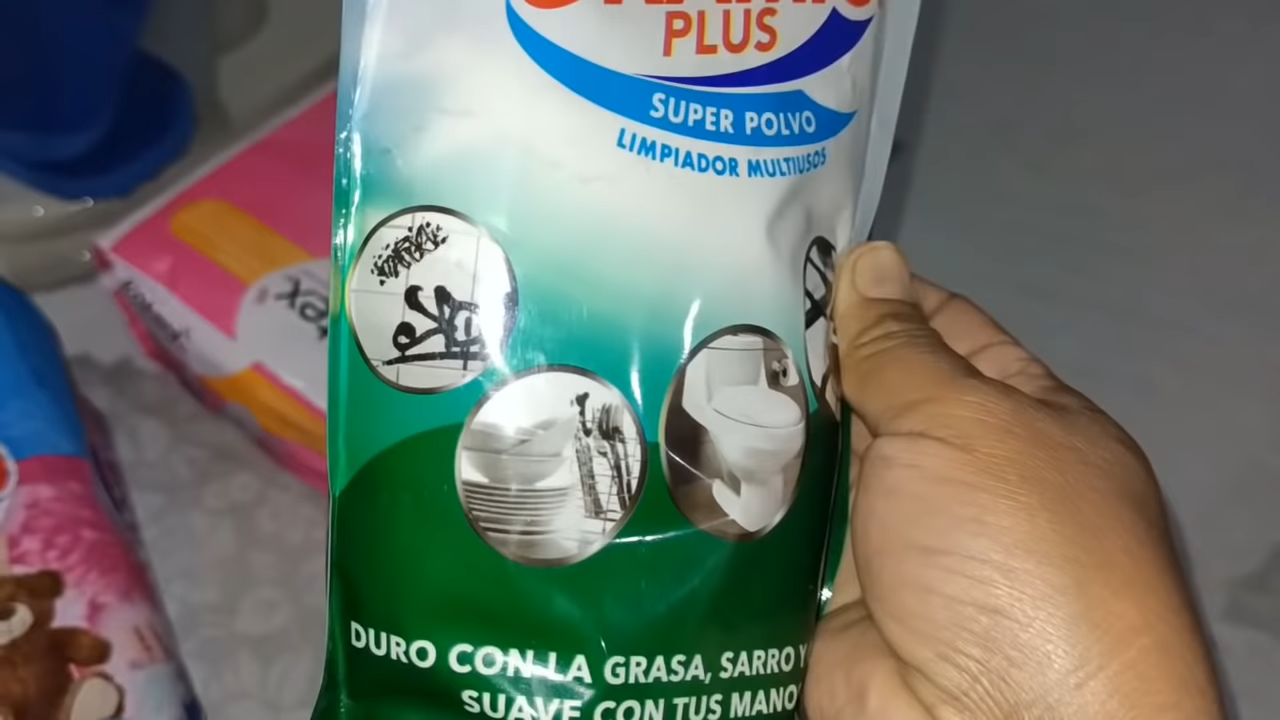 PLUS
SUPER POLVO
LIMPIADOR MULTIUSOS
DURO CON LA GRASA, SARRO Y
SUAVE CON TUS MANO